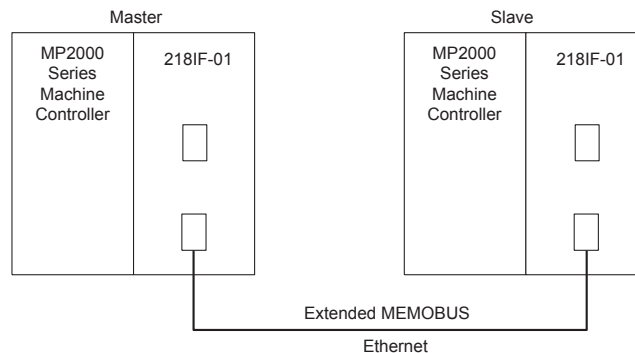 Master
Slave
MP2000
Series
Machine
Controller
218IF-01
MP2000
Series
Machine
Controller
218IF-01
Extended MEMOBUS
Ethernet